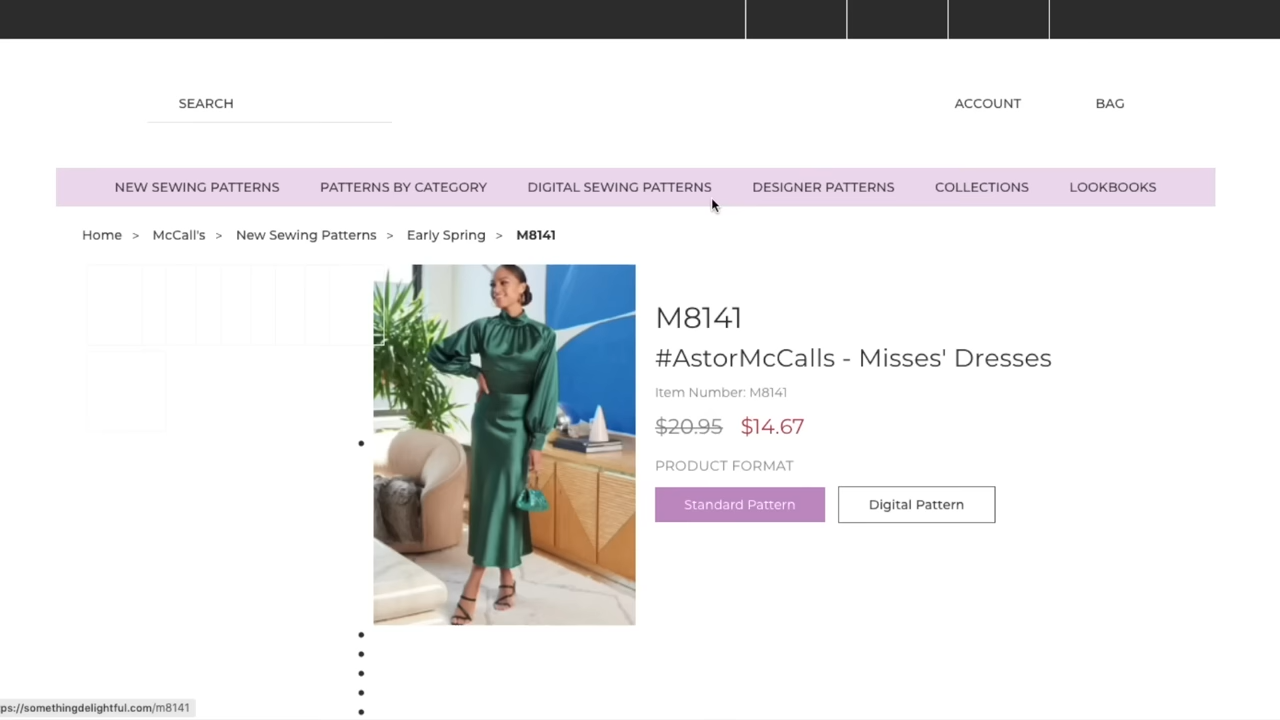 SEARCH
ACCOUNT
BAG
NEW SEWING PATTERNS PATTERNS BY CATEGORY DIGITAL SEWING PATTERNS DESIGNER PATTERNS COLLECTIONS LOOKBOOKS
Home > McCall's > New Sewing Patterns > Early Spring > M8141
M8141
#AstorMcCalls - Misses' Dresses
Item Number: M8141
$20.95 $14.67
PRODUCT FORMAT
Standard Pattern Digital Pattern
ps://somethingdelightful.com/m8141